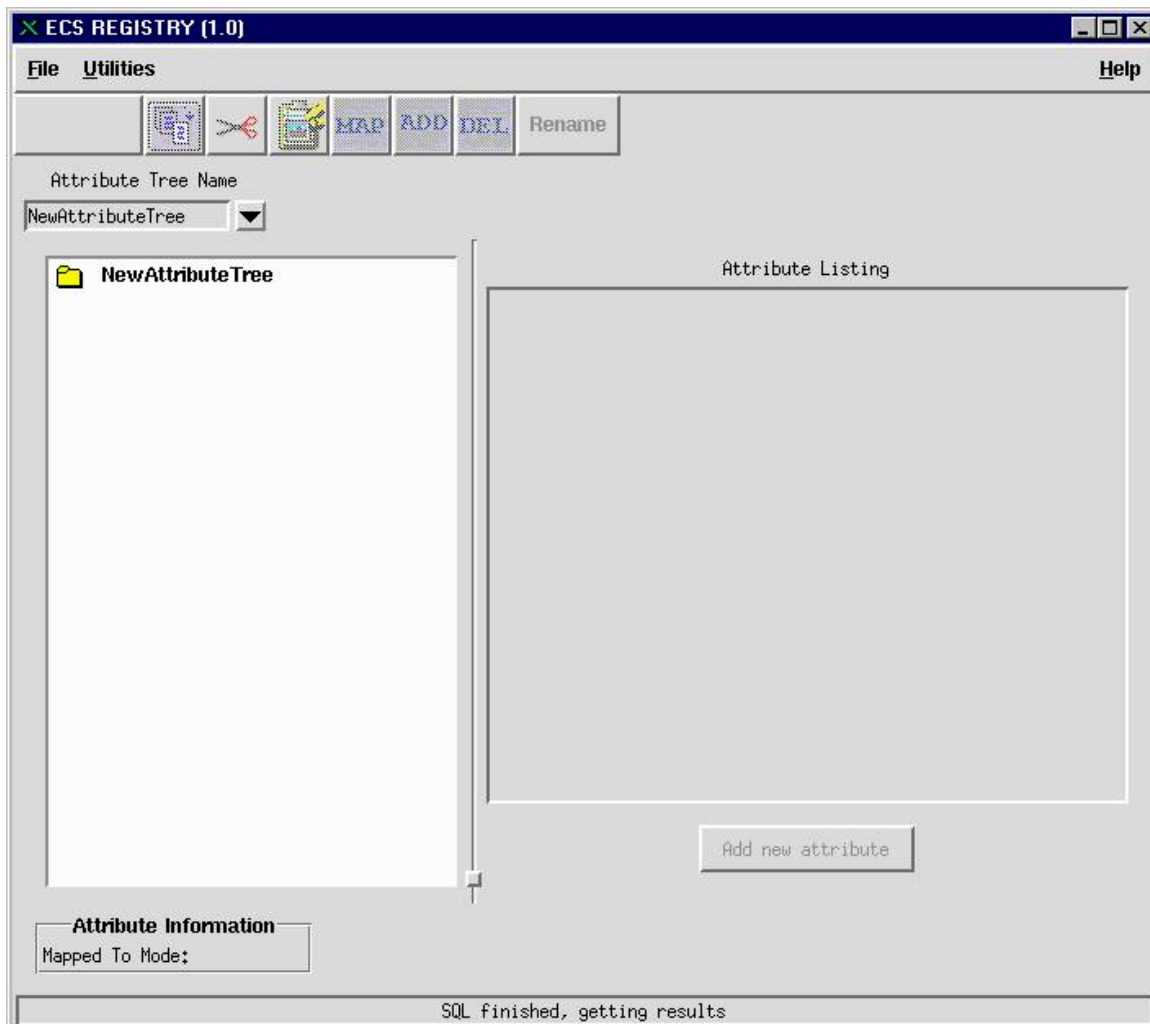 ECS REGISTRY (1.0)
File Utilities Help
MAP ADD DEL Rename
Attribute Tree Name
NewAttributeTree
NewAttributeTree
Attribute Listing
Add new attribute
Attribute Information
Mapped To Mode:
SQL finished, getting results